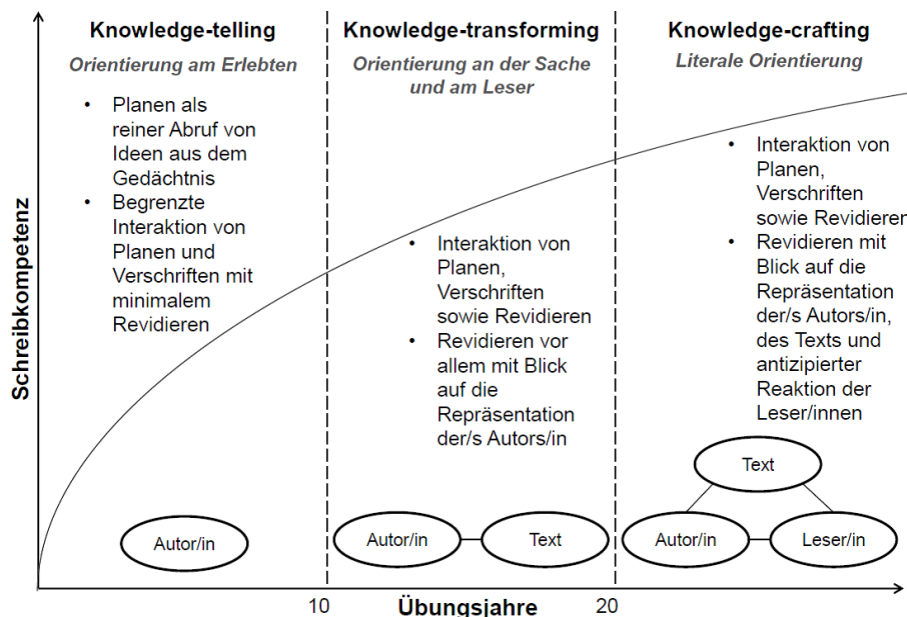 Schreibkompetenz
Knowledge-telling
Orientierung am Erlebten
• Planen als
reiner Abruf von
Ideen aus dem
Gedächtnis
• Begrenzte
Interaktion von
Planen und
Verschriften mit
minimalem
Revidieren
Autor/in
Knowledge-transforming
Orientierung an der Sache
und am Leser
• Interaktion von
Planen,
Verschriften
sowie Revidieren
• Revidieren vor
allem mit Blick
auf die
Repräsentation
der/s Autors/in
Autor/in
Text
Knowledge-crafting
Literale Orientierung
• Interaktion von
Planen,
Verschriften
sowie Revidieren
• Revidieren mit
Blick auf die
Repräsentation
der/s Autors/in,
des Texts und
antizipierter
Reaktion der
Leser/innen
Text
Autor/in
Leser/in
10
Übungsjahre
20